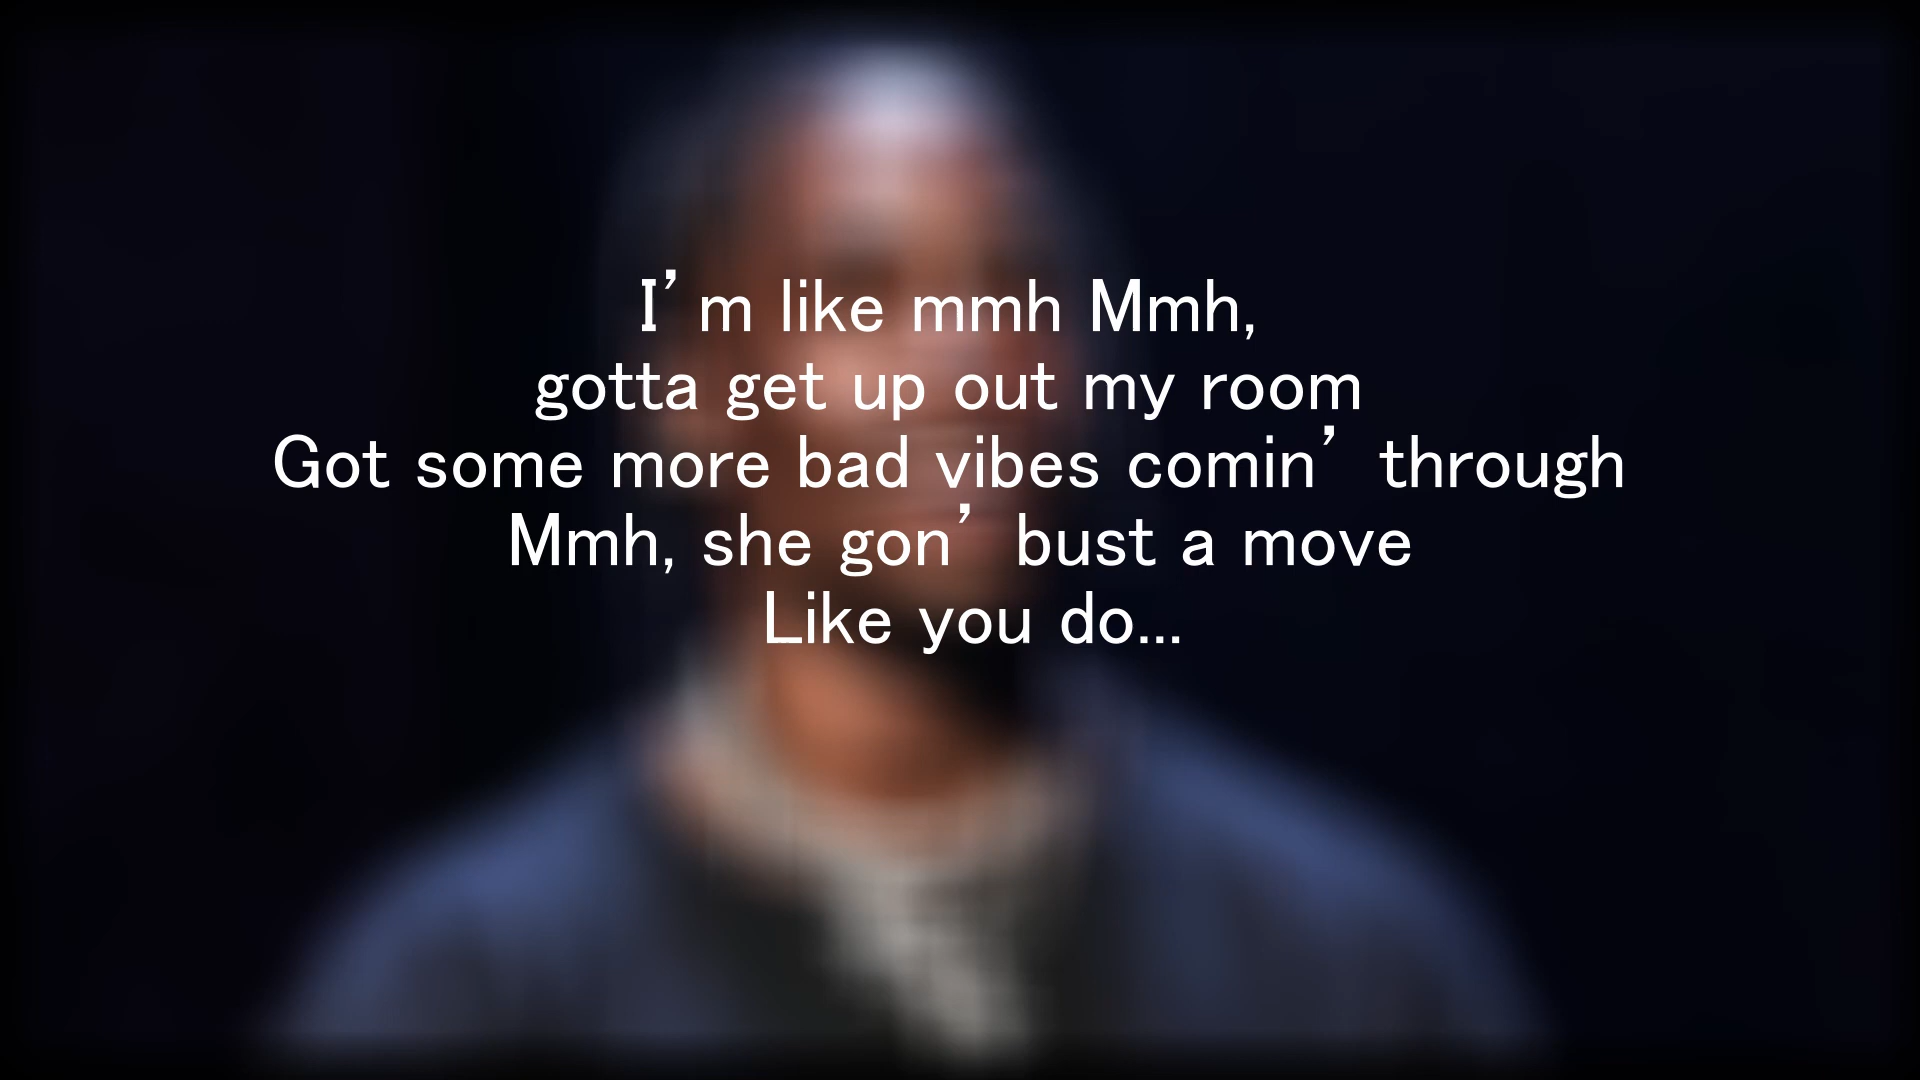 I’m like mmh Mmh,
gotta get up out my room
Got some more bad vibes comin’ through
Mmh, she gon’ bust a move
Like you do...